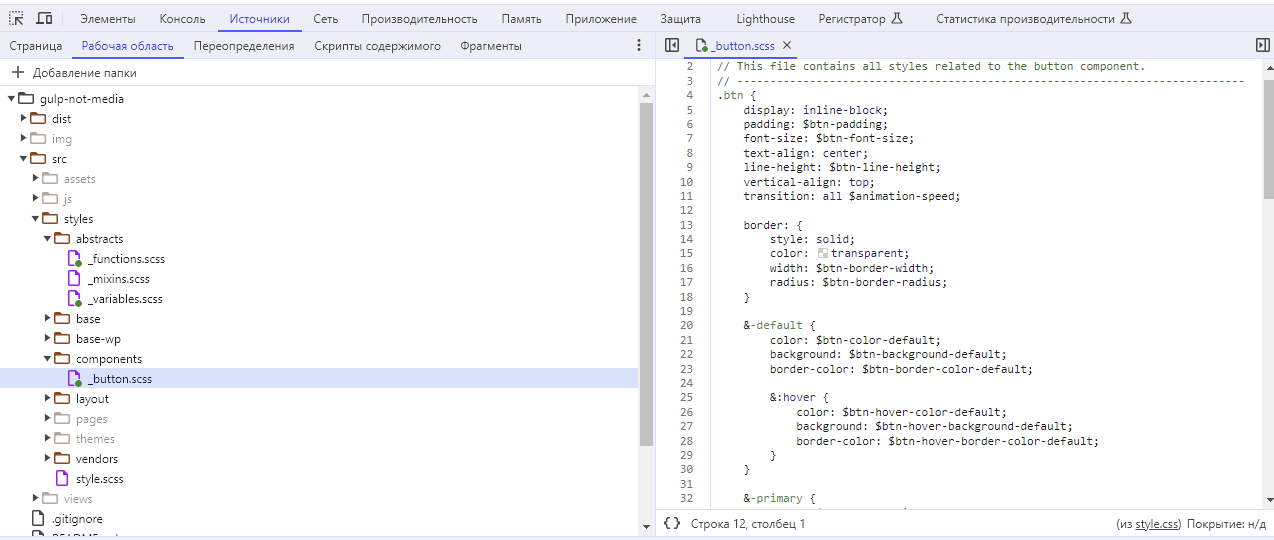 Элементы Консоль Источники Сеть Производительность Память Приложение Защита Lighthouse Регистратор Статистика производительности
Страница Рабочая область Переопределения Скрипты содержимого Фрагменты
Добавление папки
gulp-not-media
dist
img
src
assets
js
styles
abstracts
_functions.scss
_mixins.scss
_variables.scss
base
base-wp
components
_button.scss
layout
pages
themes
vendors
style.scss
views
.gitignore
_button.scss ×
2 // This file contains all styles related to the button component.
3 // -----------------------------------------------------------------------------
4 .btn {
5 display: inline-block;
6 padding: $btn-padding;
7 font-size: $btn-font-size;
8 text-align: center;
9 line-height: $btn-line-height;
10 vertical-align: top;
11 transition: all $animation-speed;
12
13 border: {
14 style: solid;
15 color: transparent;
16 width: $btn-border-width;
17 radius: $btn-border-radius;
18 }
19
20 &-default {
21 color: $btn-color-default;
22 background: $btn-background-default;
23 border-color: $btn-border-color-default;
24
25 &:hover {
26 color: $btn-hover-color-default;
27 background: $btn-hover-background-default;
28 border-color: $btn-hover-border-color-default;
29 }
30 }
31
32 &-primary {
{} Строка 12, столбец 1 (из style.css) Покрытие: н/д